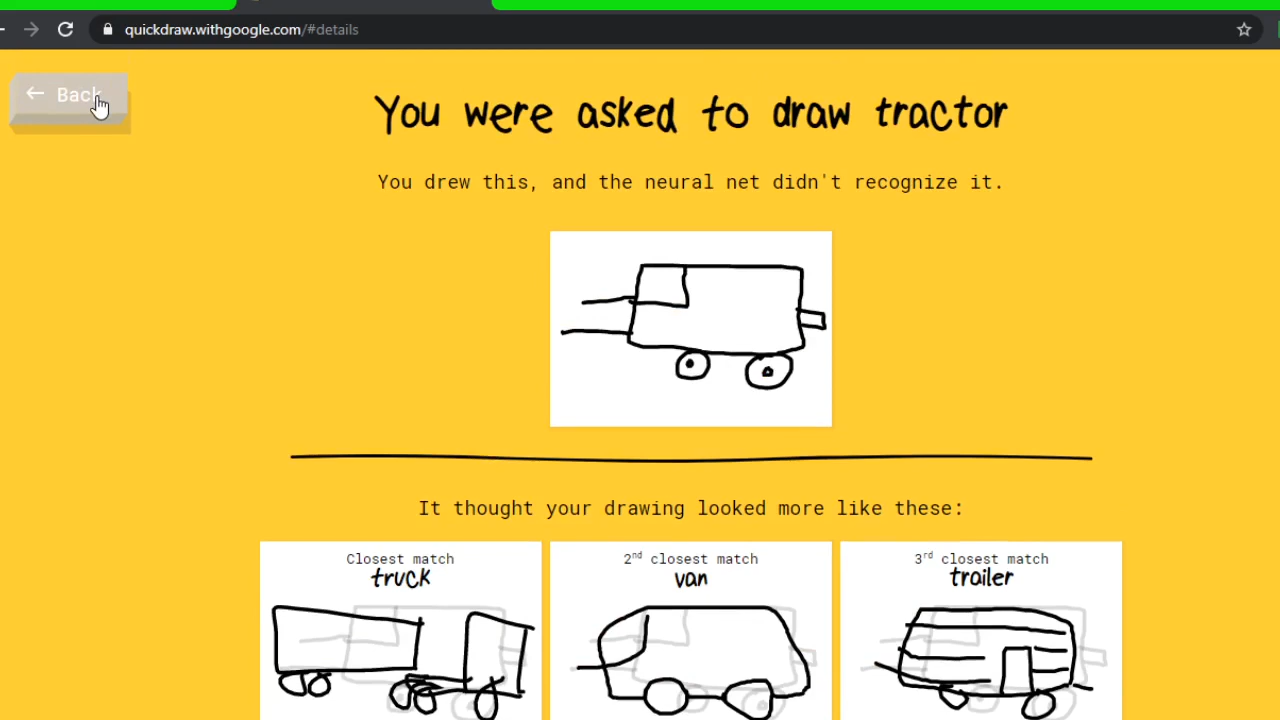 quickdraw.withgoogle.com/#details
← Back
You were asked to draw tractor
You drew this, and the neural net didn't recognize it.
It thought your drawing looked more like these:
Closest match
truck
2nd closest match
van
3rd closest match
trailer